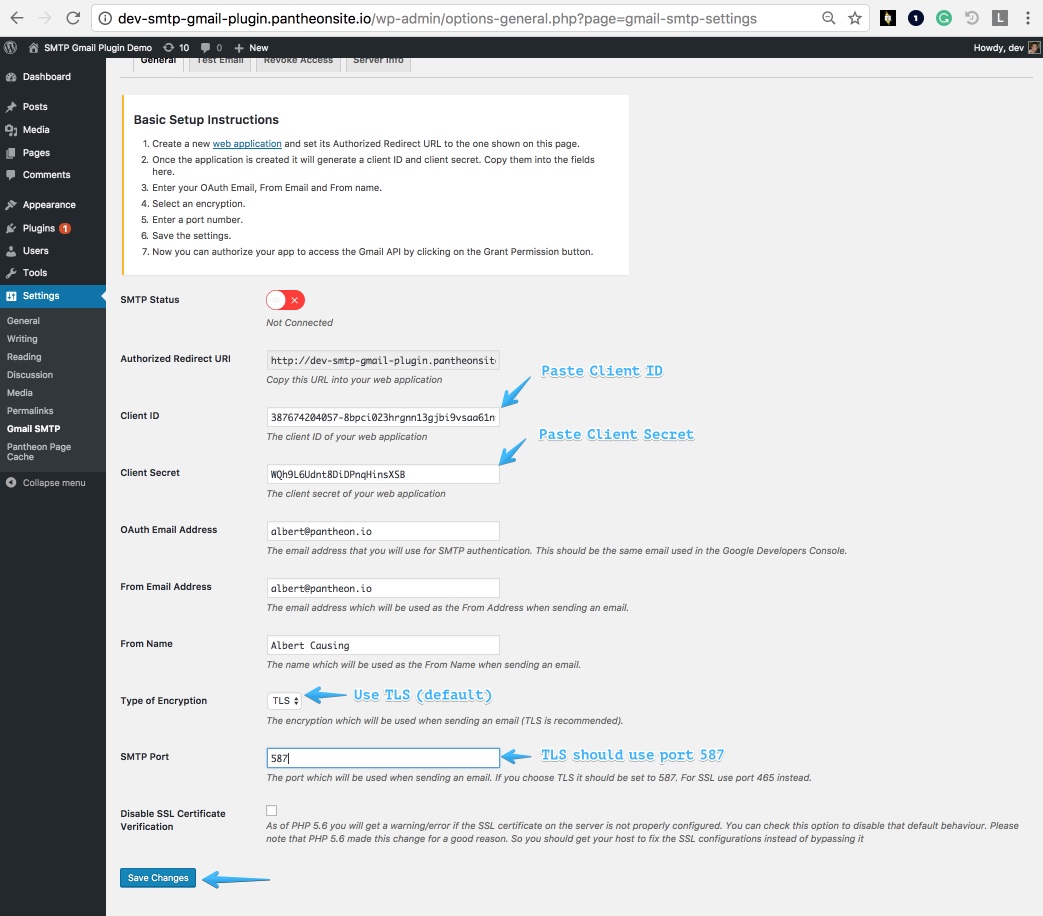 dev-smtp-gmail-plugin.pantheonsite.io/wp-admin/options-general.php?page=gmail-smtp-settings
1
L
SMTP Gmail Plugin Demo 10 0 + New
Howdy, dev
General Test Email Revoke Access Server Info
Dashboard
Posts
Media
Pages
Comments
Appearance
Plugins 1
Users
Tools
Settings
General
Writing
Reading
Discussion
Media
Permalinks
Gmail SMTP
Pantheon Page
Cache
Collapse menu
Basic Setup Instructions
1. Create a new web application and set its Authorized Redirect URL to the one shown on this page.
2. Once the application is created it will generate a client ID and client secret. Copy them into the fields
here.
3. Enter your OAuth Email, From Email and From name.
4. Select an encryption.
5. Enter a port number.
6. Save the settings.
7. Now you can authorize your app to access the Gmail API by clicking on the Grant Permission button.
SMTP Status
Not Connected
Authorized Redirect URI
http://dev-smtp-gmail-plugin.pantheonsit
Copy this URL into your web application
Paste Client ID
Client ID
387674204057-8bpci023hrgnn13gjbi9vsaa61n
The client ID of your web application
Paste Client Secret
Client Secret
WQh9L6Udnt8DiDPnqHinsXSB
The client secret of your web application
OAuth Email Address
albert@pantheon.io
The email address that you will use for SMTP authentication. This should be the same email used in the Google Developers Console.
From Email Address
albert@pantheon.io
The email address which will be used as the From Address when sending an email.
From Name
Albert Causing
The name which will be used as the From Name when sending an email.
Type of Encryption
TLS
Use TLS (default)
The encryption which will be used when sending an email (TLS is recommended).
SMTP Port
587
TLS should use port 587
The port which will be used when sending an email. If you choose TLS it should be set to 587. For SSL use port 465 instead.
Disable SSL Certificate
Verification
As of PHP 5.6 you will get a warning/error if the SSL certificate on the server is not properly configured. You can check this option to disable that default behaviour. Please
note that PHP 5.6 made this change for a good reason. So you should get your host to fix the SSL configurations instead of bypassing it
Save Changes